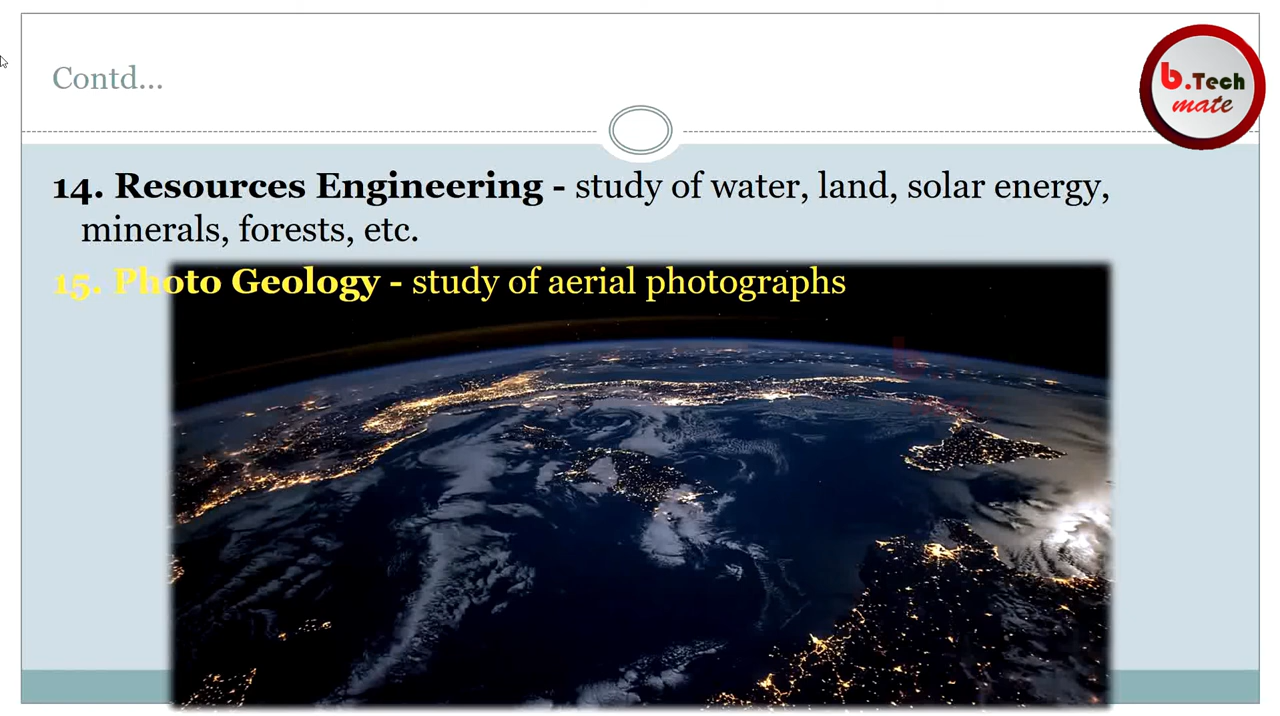 Contd...
b.Tech
mate
14. Resources Engineering - study of water, land, solar energy,
minerals, forests, etc.
15. Photo Geology - study of aerial photographs